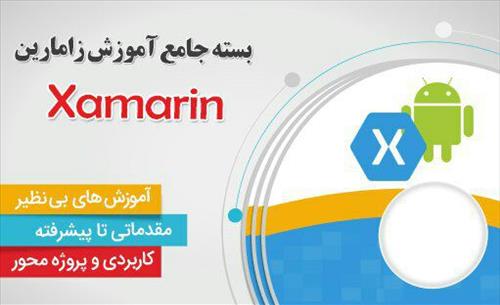 بسته جامع آموزش زامارین
Xamarin
X
آموزش های بی نظیر
مقدماتی تا پیشرفته
کاربردی و پروژه محور